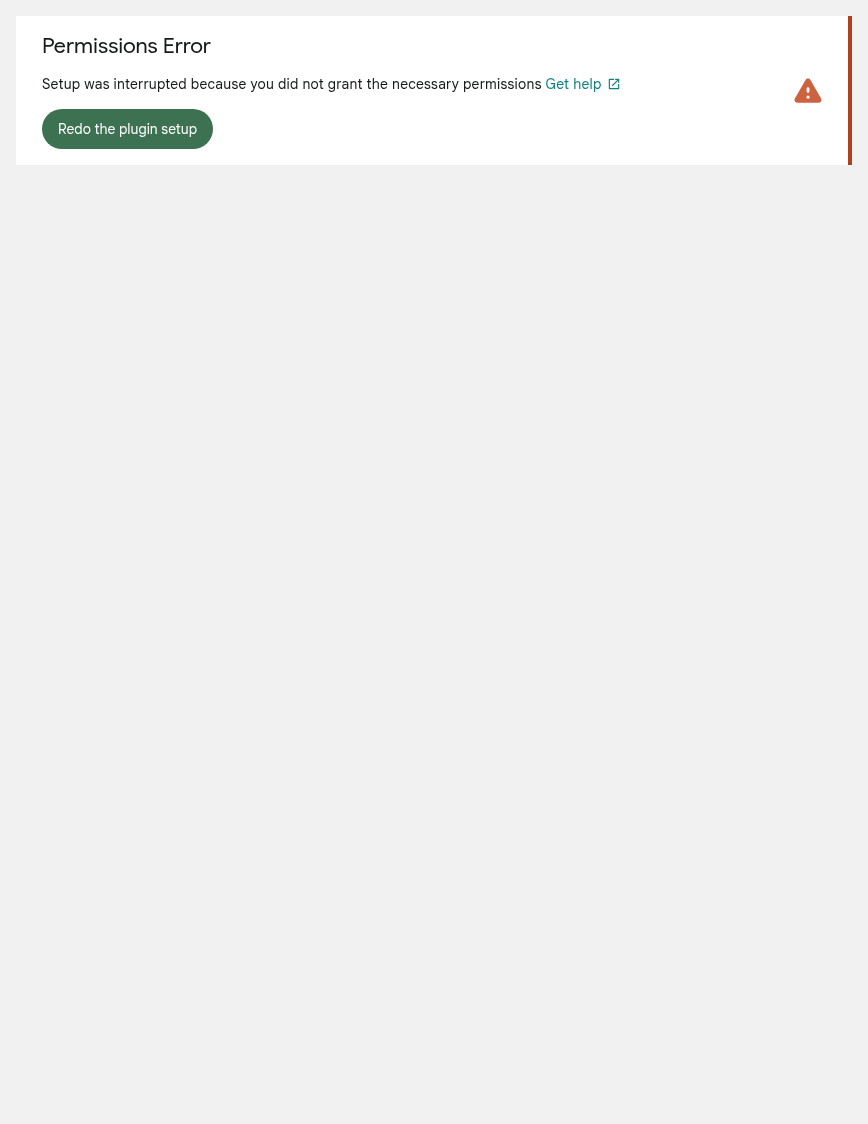 Permissions Error
Setup was interrupted because you did not grant the necessary permissions Get help
Redo the plugin setup